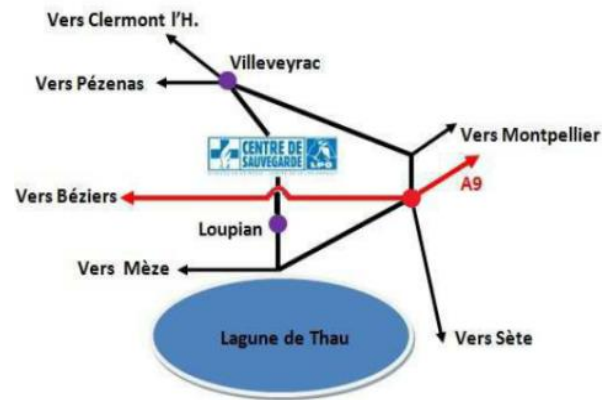 Vers Clermont l'H.
Villeveyrac
Vers Pézenas
CENTRE DE
SAUVEGARDE
LPO
Vers Montpellier
A9
Vers Béziers
Loupian
Vers Mèze
Lagune de Thau
Vers Sète